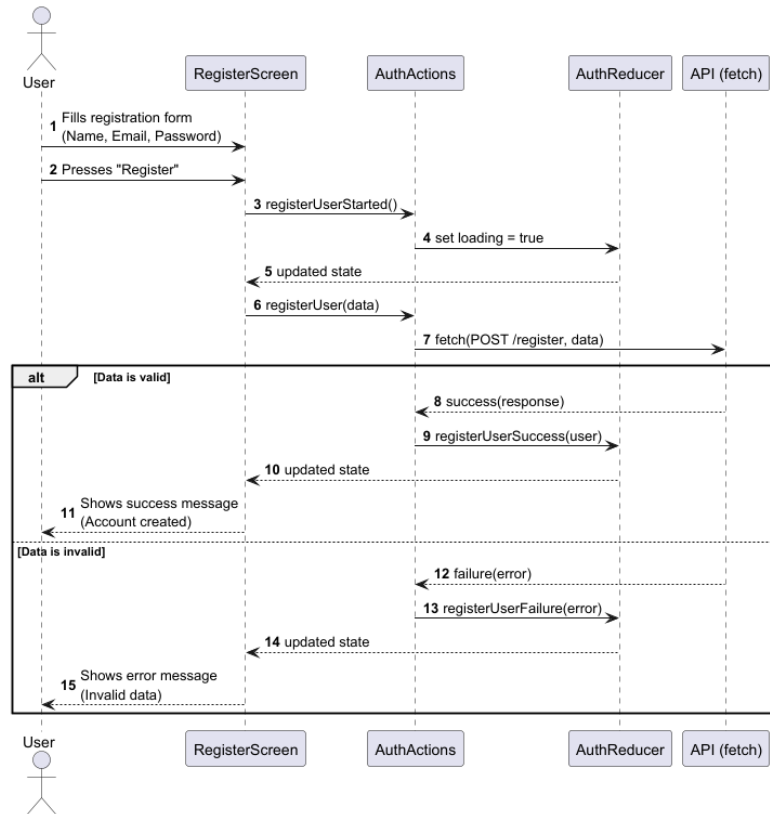 User
RegisterScreen
AuthActions
AuthReducer
API (fetch)
1 Fills registration form
(Name, Email, Password)
2 Presses "Register"
3 registerUserStarted()
4 set loading = true
5 updated state
6 registerUser(data)
7 fetch(POST /register, data)
alt
[Data is valid]
8 success(response)
9 registerUserSuccess(user)
10 updated state
11 Shows success message
(Account created)
[Data is invalid]
12 failure(error)
13 registerUserFailure(error)
14 updated state
15 Shows error message
(Invalid data)
User
RegisterScreen
AuthActions
AuthReducer
API (fetch)